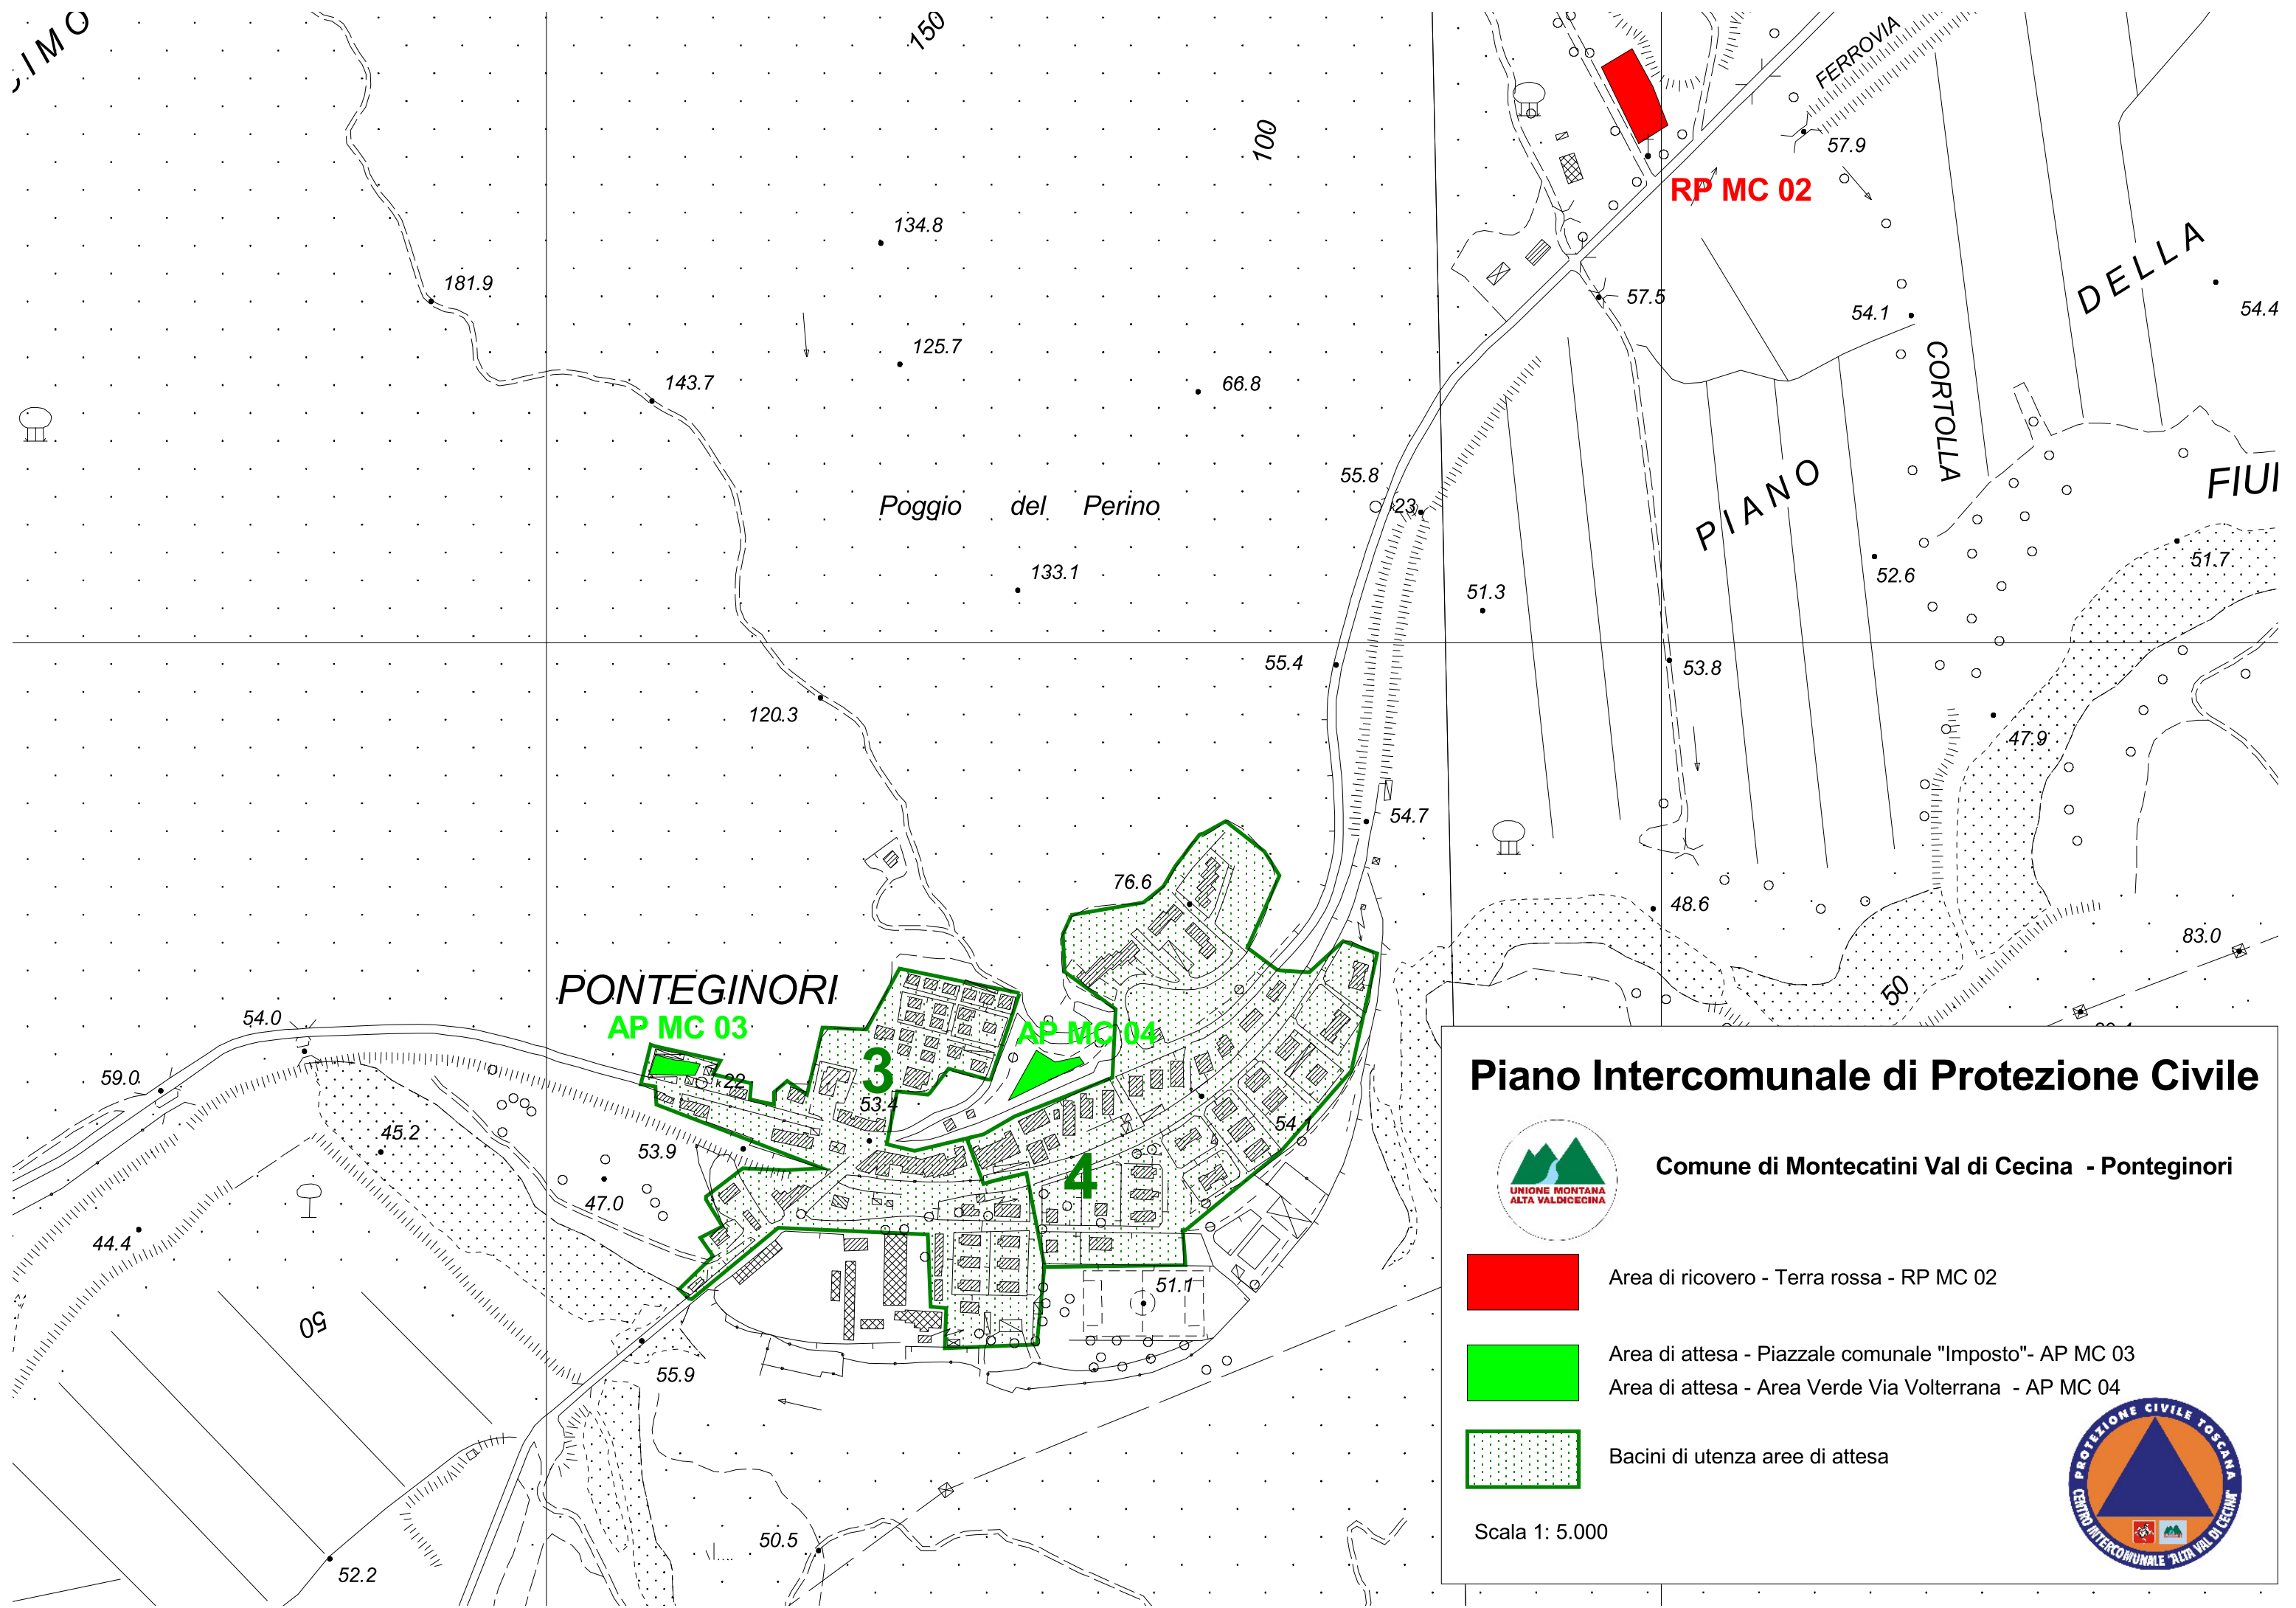 150
FERROVIA
100
57.9
RP MC 02
134.8
DELLA
181.9
57.5
54.1
54.4
125.7
CORTOLLA
143.7
66.8
PIANO
55.8
Poggio del Perino
23
51.7
133.1
52.6
51.3
55.4
53.8
120.3
47.9
54.7
76.6
48.6
83.0
PONTEGINORI
50
54.0
AP MC 03
AP MC 04
3
59.0
22
53.4
54.1
45.2
53.9
4
47.0
44.4
51.1
50
55.9
50.5
52.2
Piano Intercomunale di Protezione Civile
UNIONE MONTANA
ALTA VALDICECINA
Comune di Montecatini Val di Cecina - Ponteginori
Area di ricovero - Terra rossa - RP MC 02
Area di attesa - Piazzale comunale "Imposto"- AP MC 03
Area di attesa - Area Verde Via Volterrana - AP MC 04
Bacini di utenza aree di attesa
Scala 1: 5.000
PROTEZIONE CIVILE TOSCANA
CENTRO INTERCOMUNALE "ALTA VAL DI CECINA"